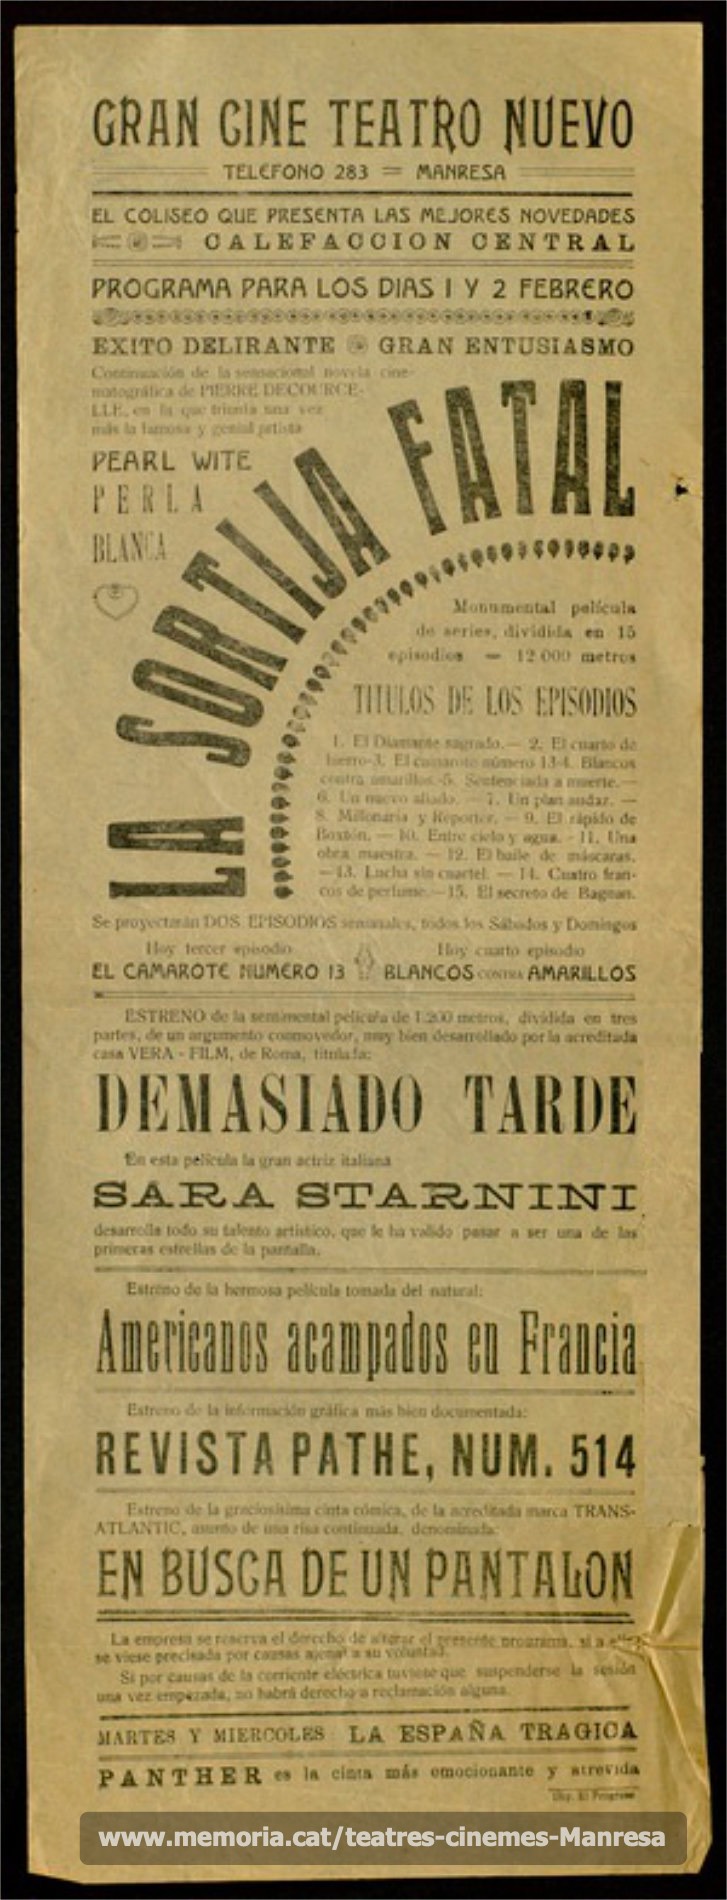 GRAN CINE TEATRO NUEVO
TELEFONO 283 = MANRESA
EL COLISEO QUE PRESENTA LAS MEJORES NOVEDADES
CALEFACCION CENTRAL
PROGRAMA PARA LOS DIAS 1 Y 2 FEBRERO
EXITO DELIRANTE GRAN ENTUSIASMO
Continuación de la sensacional novela cine-
matográfica de PIERRE DECOURCE-
LLE, en la que triunfa una vez
más la famosa y genial artista
PEARL WITE
PERLA
BLANCA
LA SORTIJA FATAL
Monumental película
de series, dividida en 15
episodios — 12.000 metros
TITULOS DE LOS EPISODIOS
1. El Diamante sagrado.— 2. El cuarto de
hierro-3. El camarote número 13-4. Blancos
contra amarillos.-5. Sentenciada a muerte.—
6. Un nuevo aliado. — 7. Un plan audaz. —
8. Millonaria y Reporter. — 9. El rápido de
Boxtón. — 10. Entre cielo y agua. - 11. Una
obra maestra. — 12. El baile de máscaras.
—13. Lucha sin cuartel. — 14. Cuatro fran-
cos de perfume.—15. El secreto de Bagnan.
Se proyectarán DOS EPISODIOS semanales, todos los Sábados y Domingos
Hoy tercer episodio Hoy cuarto episodio
EL CAMAROTE NUMERO 13 BLANCOS CONTRA AMARILLOS
ESTRENO de la sentimental película de 1.200 metros, dividida en tres
partes, de un argumento conmovedor, muy bien desarrollado por la acreditada
casa VERA - FILM, de Roma, titulada:
DEMASIADO TARDE
En esta película la gran actriz italiana
SARA STARNINI
desarrolla todo su talento artístico, que le ha valido pasar a ser una de las
primeras estrellas de la pantalla.
Estreno de la hermosa película tomada del natural:
Americanos acampados en Francia
Estreno de la información gráfica más bien documentada:
REVISTA PATHE, NUM. 514
Estreno de la graciosísima cinta cómica, de la acreditada marca TRANS-
ATLANTIC, asunto de una risa continuada, denominada:
EN BUSCA DE UN PANTALON
La empresa se reserva el derecho de alterar el presente programa, si a ello
se viese precisada por causas ajenas a su voluntad.
Si por causas de la corriente eléctrica tuviese que suspenderse la sesión
una vez empezada, no habrá derecho a reclamación alguna.
MARTES Y MIERCOLES LA ESPAÑA TRAGICA
PANTHER es la cinta más emocionante y atrevida
Imp. El Progreso
www.memoria.cat/teatres-cinemes-Manresa